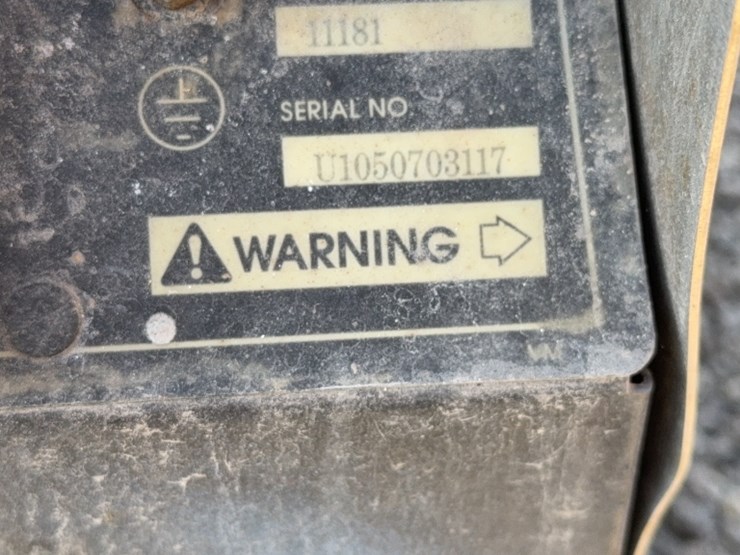 11181
SERIAL NO
U1050703117
WARNING